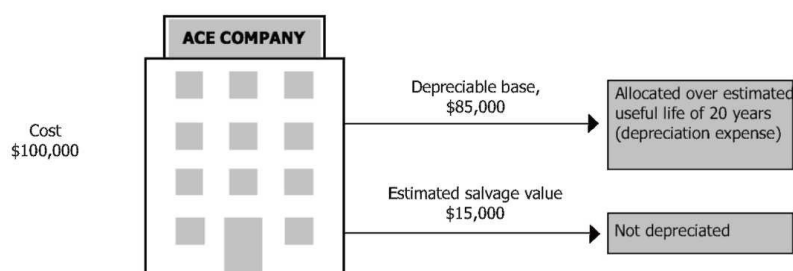 ACE COMPANY
Cost
$100,000
Depreciable base,
$85,000
Allocated over estimated
useful life of 20 years
(depreciation expense)
Estimated salvage value
$15,000
Not depreciated